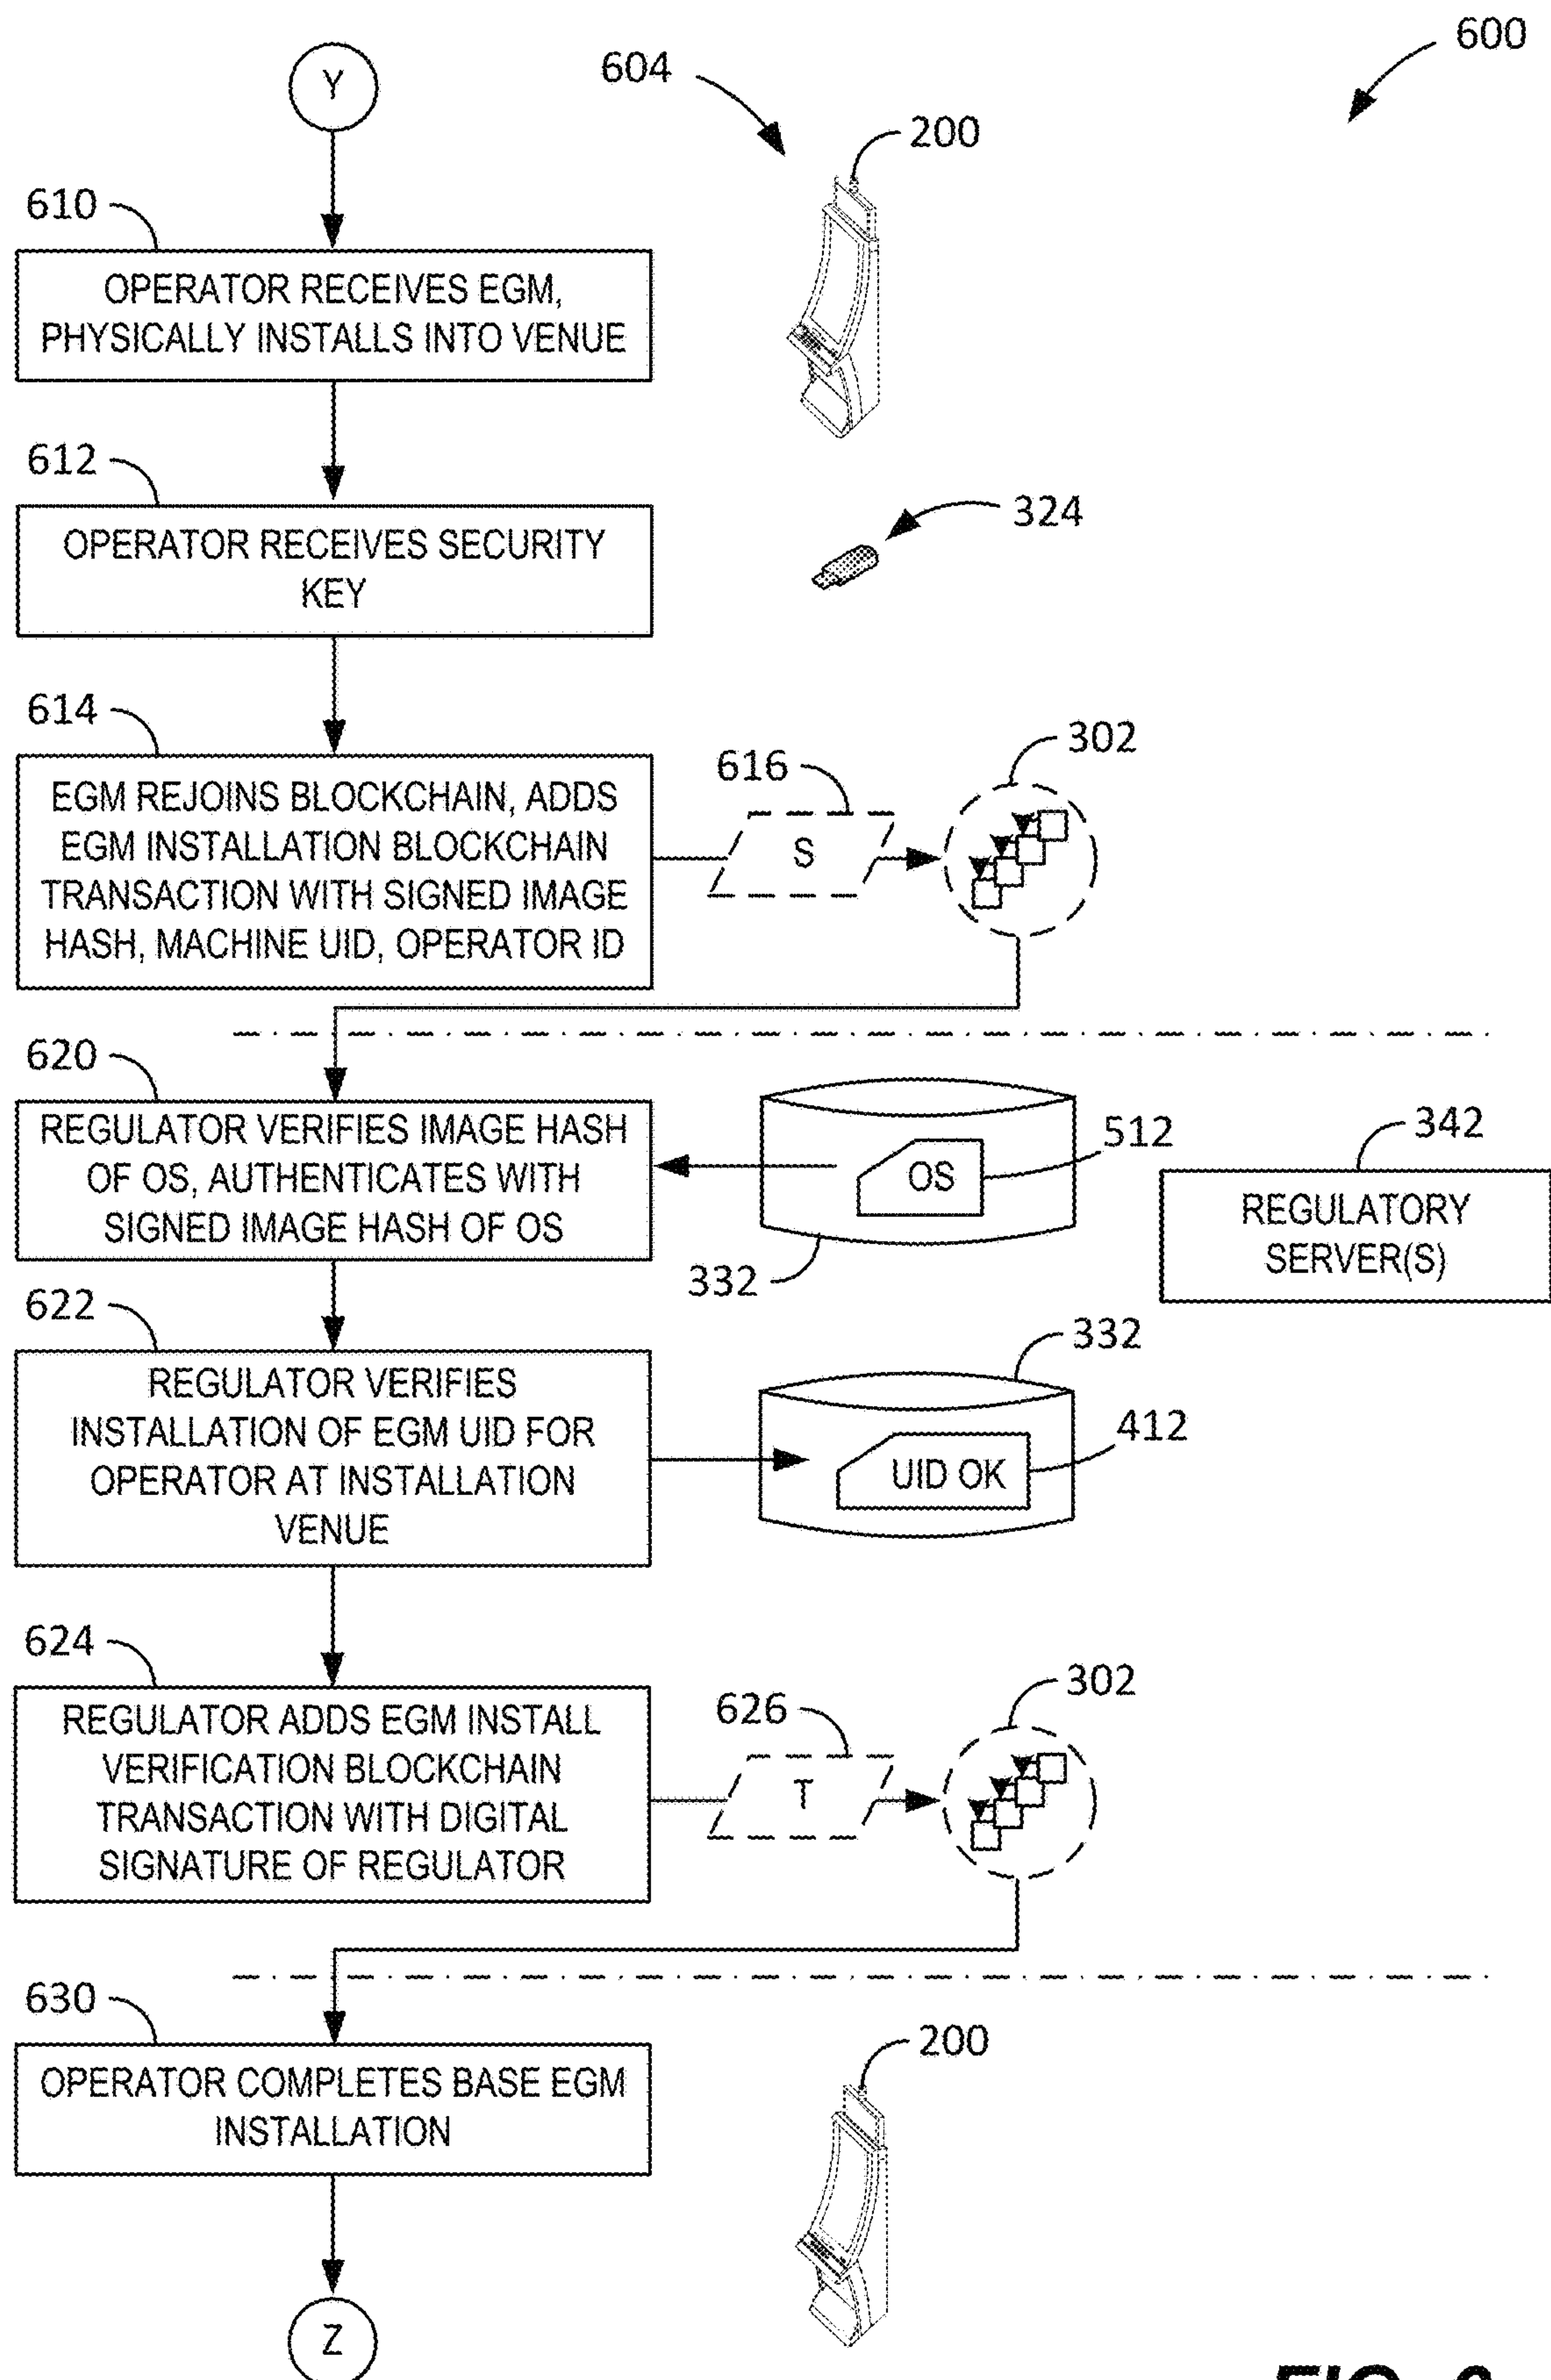 600
Y
604
200
610
OPERATOR RECEIVES EGM,
PHYSICALLY INSTALLS INTO VENUE
612
324
OPERATOR RECEIVES SECURITY
KEY
614
302
616
EGM REJOINS BLOCKCHAIN, ADDS
EGM INSTALLATION BLOCKCHAIN
TRANSACTION WITH SIGNED IMAGE
HASH, MACHINE UID, OPERATOR ID
S
620
REGULATOR VERIFIES IMAGE HASH
OF OS, AUTHENTICATES WITH
SIGNED IMAGE HASH OF OS
OS
512
332
342
REGULATORY
SERVER(S)
622
332
REGULATOR VERIFIES
INSTALLATION OF EGM UID FOR
OPERATOR AT INSTALLATION
VENUE
UID OK
412
624
302
626
REGULATOR ADDS EGM INSTALL
VERIFICATION BLOCKCHAIN
TRANSACTION WITH DIGITAL
SIGNATURE OF REGULATOR
T
630
200
OPERATOR COMPLETES BASE EGM
INSTALLATION
Z